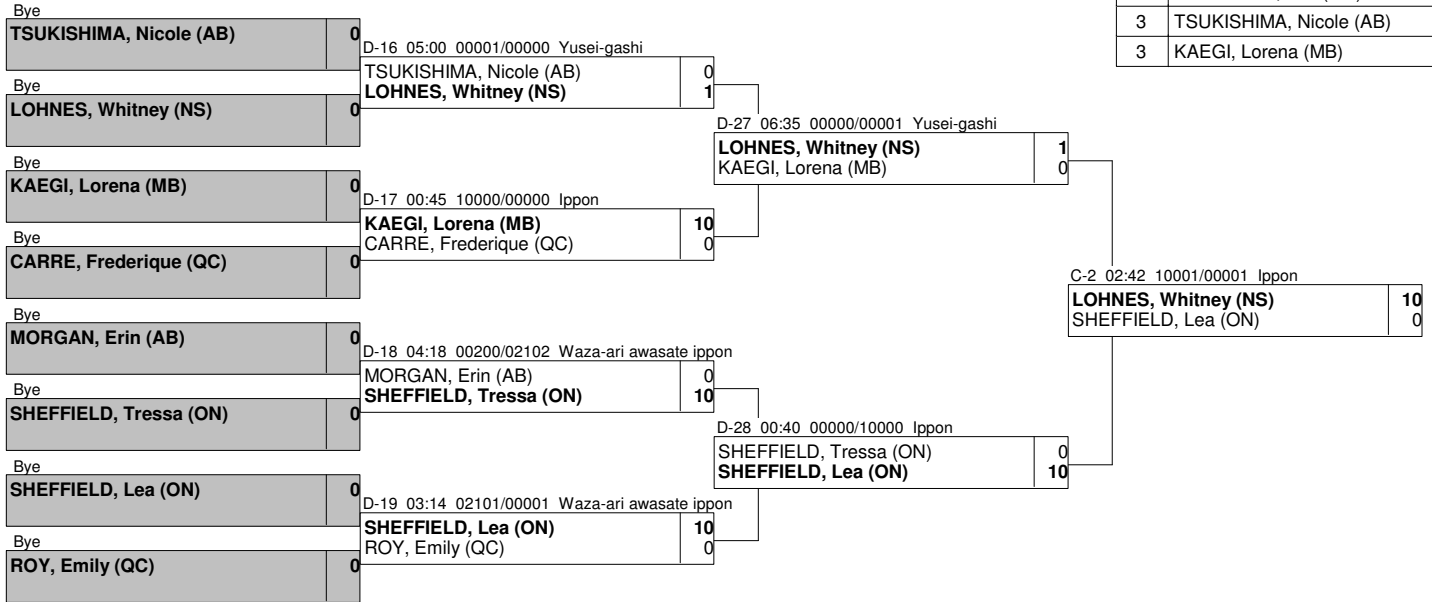 Bye
TSUKISHIMA, Nicole (AB) 0
Bye
LOHNES, Whitney (NS) 0
Bye
KAEGI, Lorena (MB) 0
Bye
CARRE, Frederique (QC) 0
Bye
MORGAN, Erin (AB) 0
Bye
SHEFFIELD, Tressa (ON) 0
Bye
SHEFFIELD, Lea (ON) 0
Bye
ROY, Emily (QC) 0
D-16 05:00 00001/00000 Yusei-gashi
TSUKISHIMA, Nicole (AB) 0
LOHNES, Whitney (NS) 1
D-17 00:45 10000/00000 Ippon
KAEGI, Lorena (MB) 10
CARRE, Frederique (QC) 0
D-18 04:18 00200/02102 Waza-ari awasate ippon
MORGAN, Erin (AB) 0
SHEFFIELD, Tressa (ON) 10
D-19 03:14 02101/00001 Waza-ari awasate ippon
SHEFFIELD, Lea (ON) 10
ROY, Emily (QC) 0
D-27 06:35 00000/00001 Yusei-gashi
LOHNES, Whitney (NS) 1
KAEGI, Lorena (MB) 0
D-28 00:40 00000/10000 Ippon
SHEFFIELD, Tressa (ON) 0
SHEFFIELD, Lea (ON) 10
C-2 02:42 10001/00001 Ippon
LOHNES, Whitney (NS) 10
SHEFFIELD, Lea (ON) 0
3 TSUKISHIMA, Nicole (AB)
3 KAEGI, Lorena (MB)